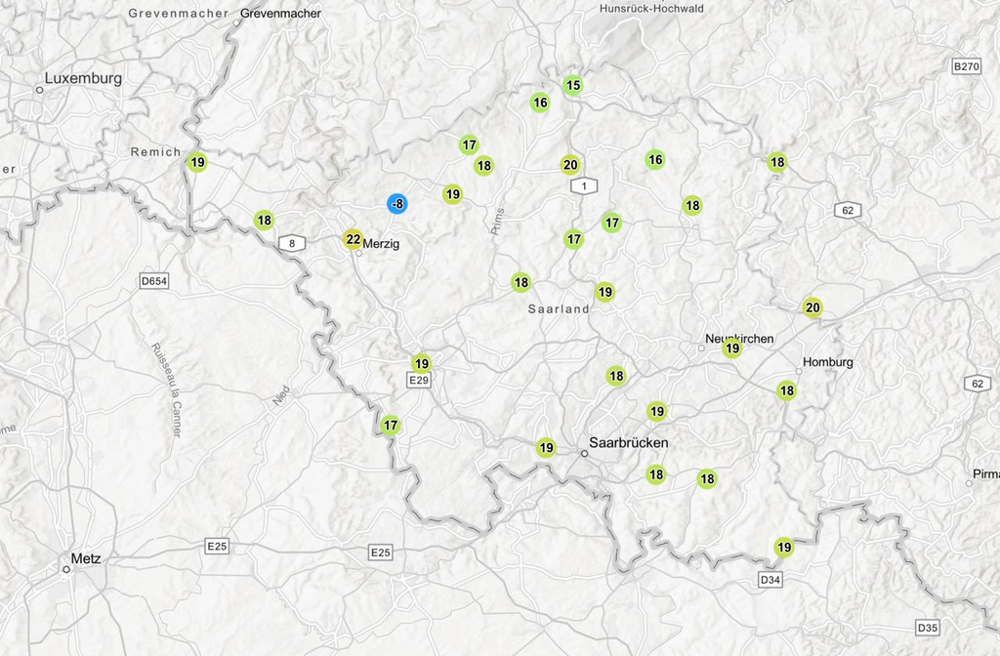 Hunsrück-Hochwald
Grevenmacher
Grevenmacher
B270
Luxemburg
15
16
17
Remich
19
18
20
16
18
er
1
19
-8
18
62
18
Prims
17
22
Merzig
8
17
D654
18
19
Saarland
20
Neunkirchen
19
Ruisseau la Canner
19
Homburg
E29
18
62
Nied
18
19
17
Saarbrücken
19
18
18
Pirma
E25
E25
19
Metz
D34
D35